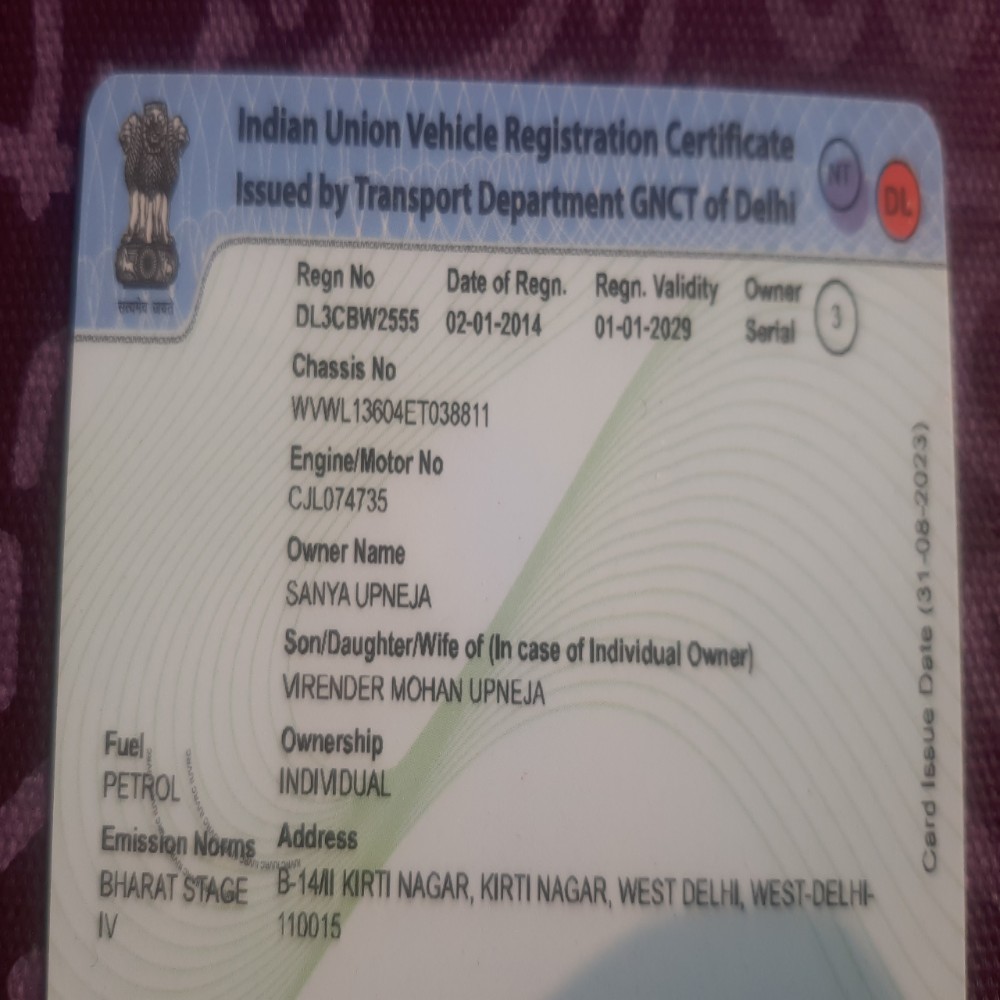 Indian Union Vehicle Registration Certificate
Issued by Transport Department GNCT of Delhi
NT
DL
सत्यमेव जयते
Regn No Date of Regn. Regn. Validity Owner Serial 3
DL3CBW2555 02-01-2014 01-01-2029
Chassis No
WVWL13604ET038811
Engine/Motor No
CJL074735
Owner Name
SANYA UPNEJA
Son/Daughter/Wife of (In case of Individual Owner)
VIRENDER MOHAN UPNEJA
Fuel Ownership
PETROL INDIVIDUAL
Emission Norms Address
BHARAT STAGE B-14/II KIRTI NAGAR, KIRTI NAGAR, WEST DELHI, WEST-DELHI-
IV 110015
Card Issue Date (31-08-2023)